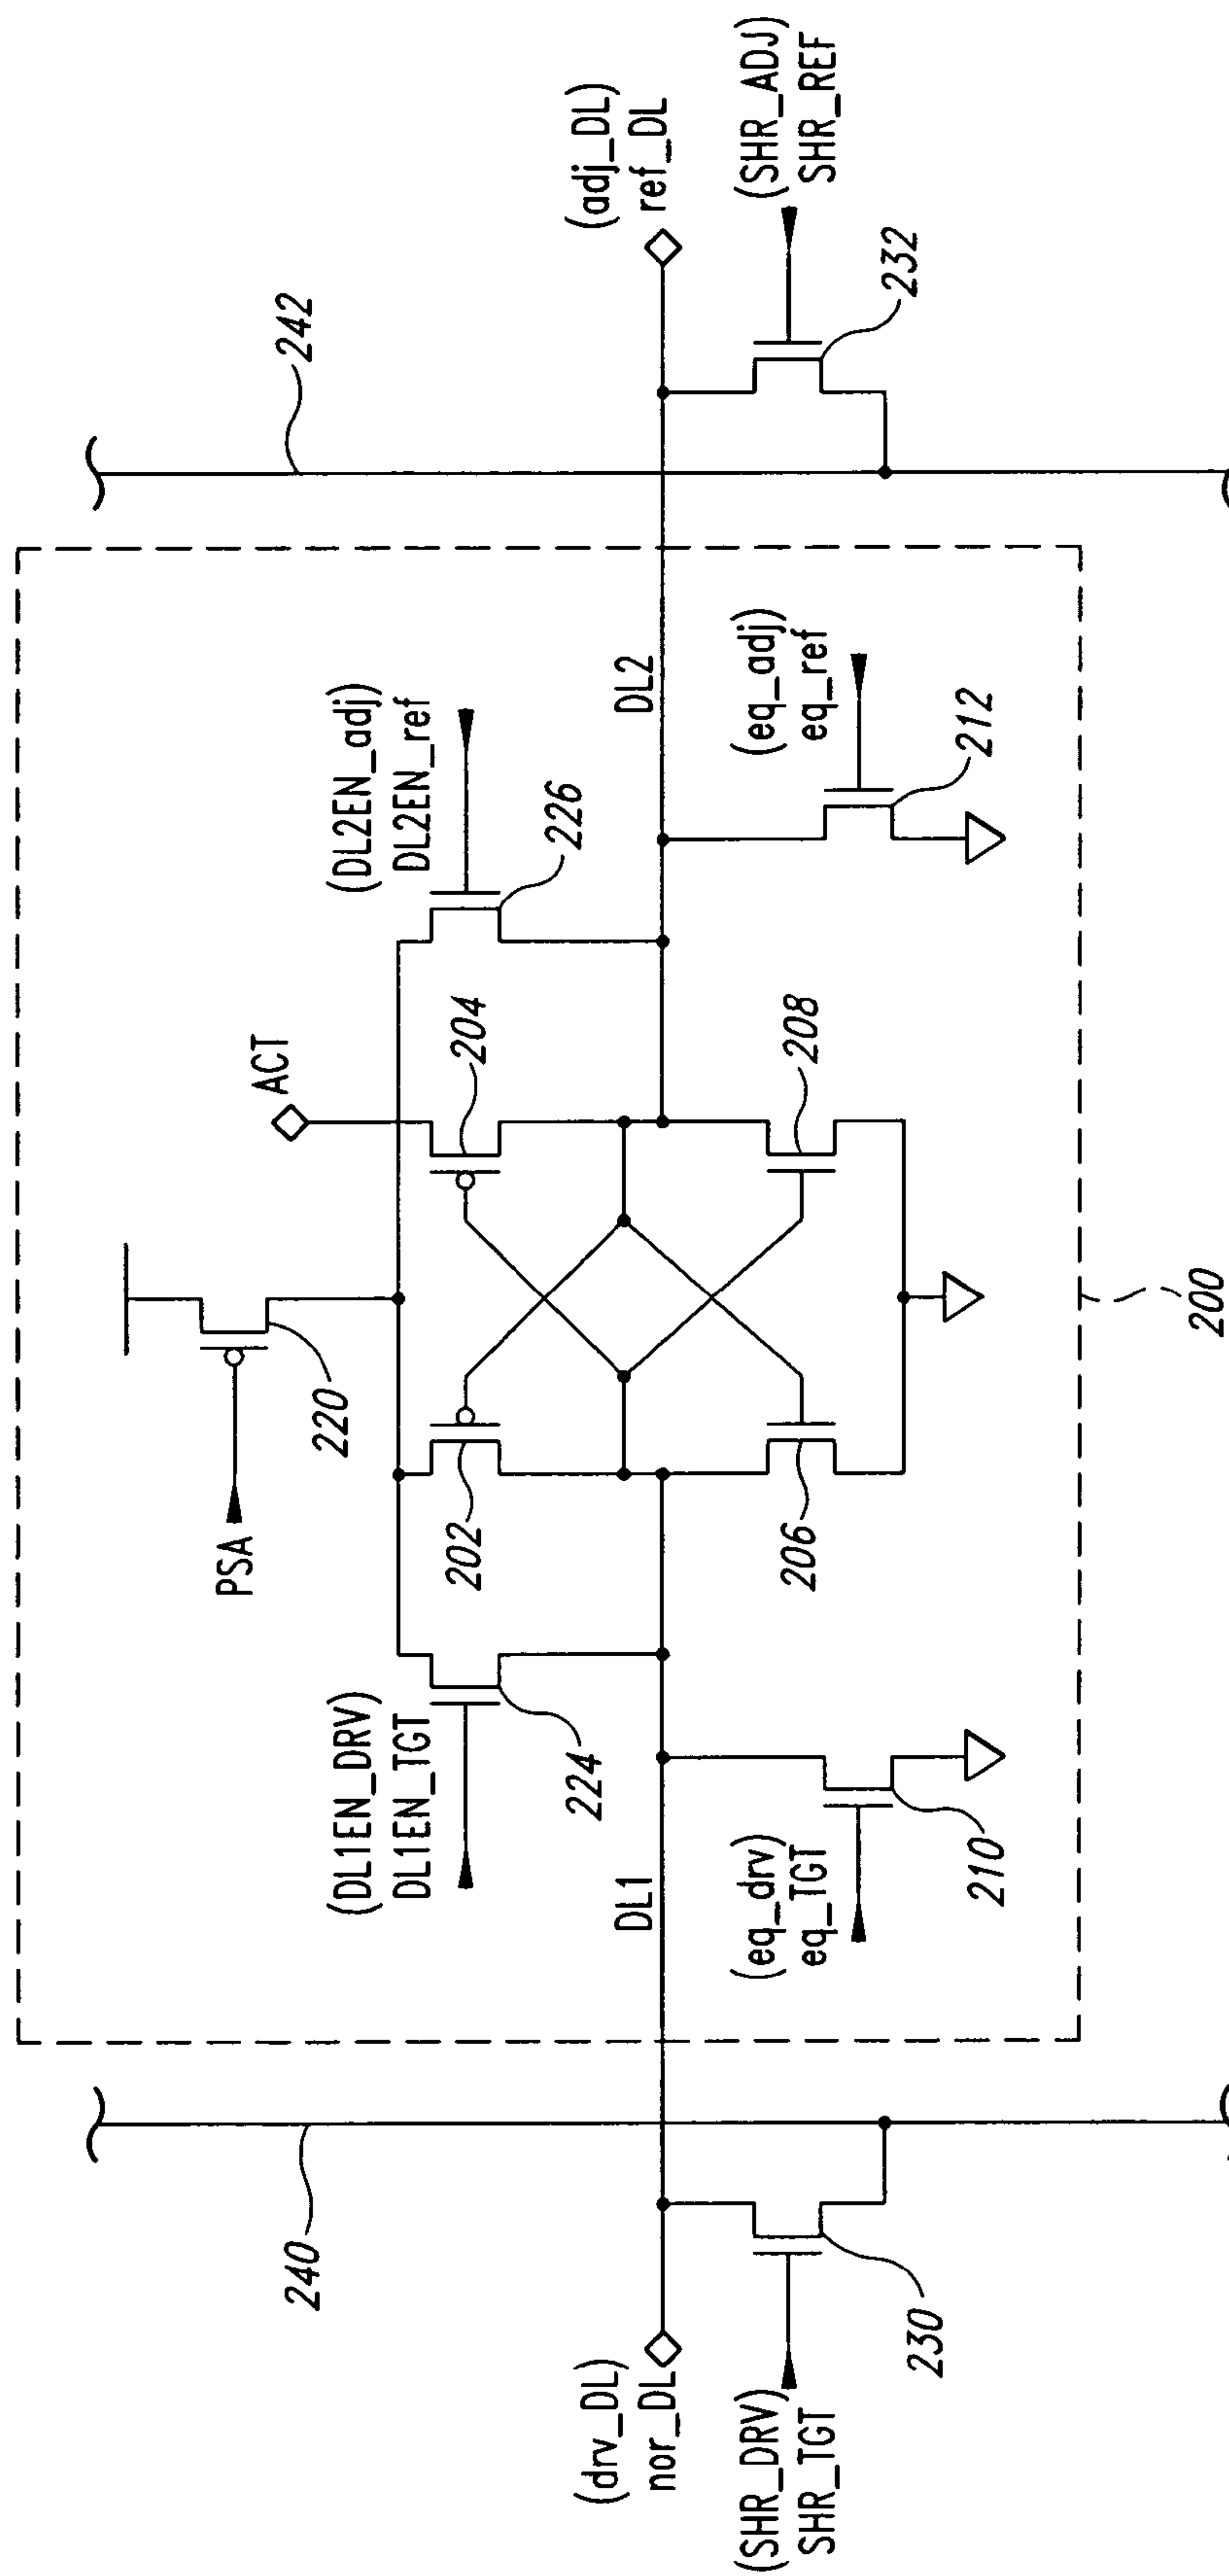 PSA
220
ACT
242
240
(DL1EN_DRV)
DL1EN_TGT
224
202
204
(DL2EN_adj)
DL2EN_ref
226
(drv_DL)
nor_DL
DL1
DL2
(adj_DL)
ref_DL
(SHR_DRV)
SHR_TGT
230
(eq_drv)
eq_TGT
210
206
208
(eq_adj)
eq_ref
212
(SHR_ADJ)
SHR_REF
232
200